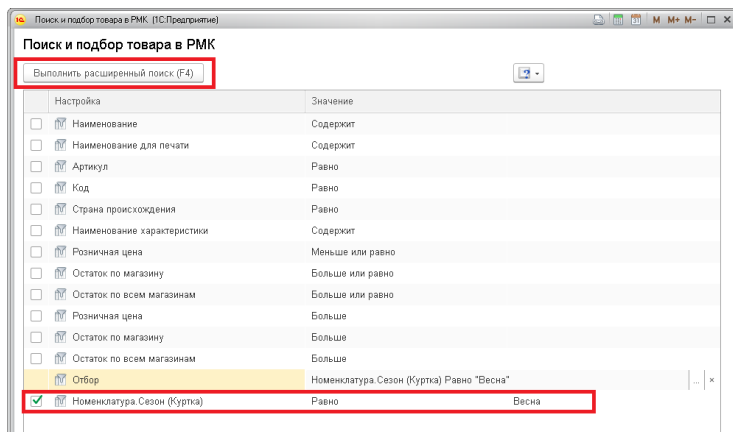 Поиск и подбор товара в РМК (1С:Предприятие) M M+ M-
Поиск и подбор товара в РМК
Выполнить расширенный поиск (F4)
Настройка Значение
Наименование Содержит
Наименование для печати Содержит
Артикул Равно
Код Равно
Страна происхождения Равно
Наименование характеристики Содержит
Розничная цена Меньше или равно
Остаток по магазину Больше или равно
Остаток по всем магазинам Больше или равно
Розничная цена Больше
Остаток по магазину Больше
Остаток по всем магазинам Больше
Отбор Номенклатура.Сезон (Куртка) Равно "Весна" ... ×
Номенклатура.Сезон (Куртка) Равно Весна